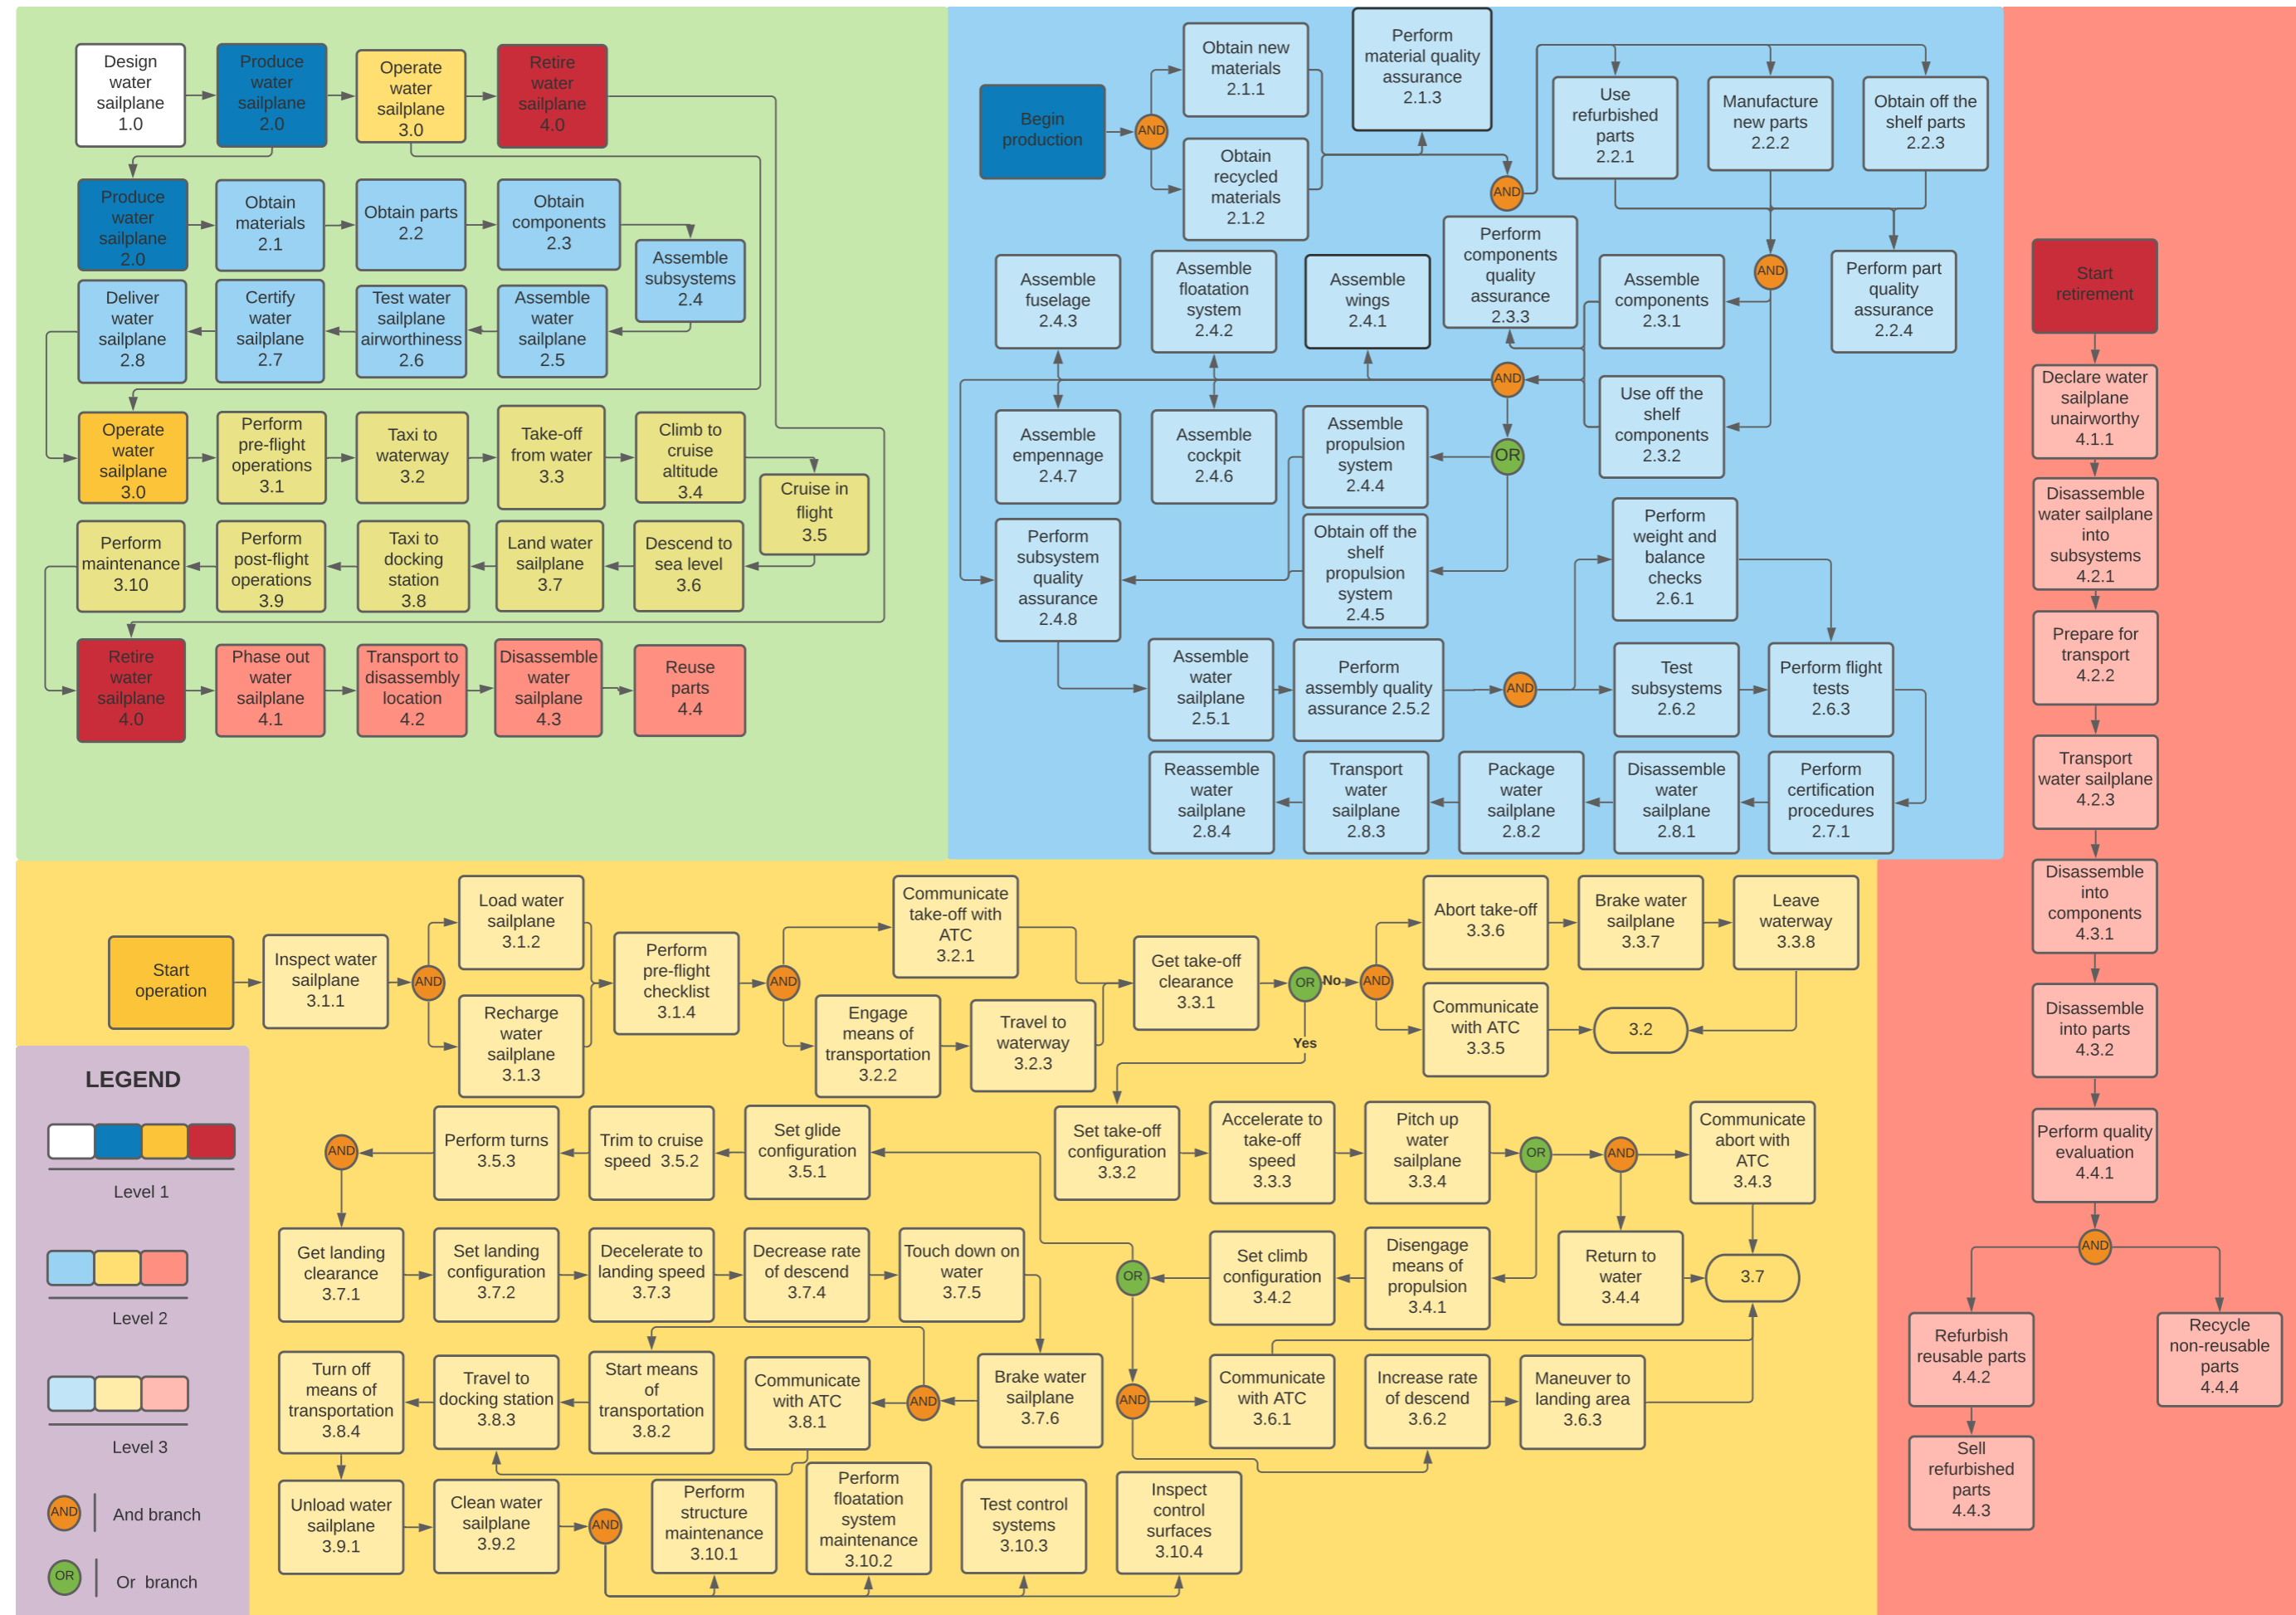 Design
water
sailplane
1.0
Produce
water
sailplane
2.0
Operate
water
sailplane
3.0
Retire
water
sailplane
4.0
Produce
water
sailplane
2.0
Obtain
materials
2.1
Obtain parts
2.2
Obtain
components
2.3
Assemble
subsystems
2.4
Deliver
water
sailplane
2.8
Certify
water
sailplane
2.7
Test water
sailplane
airworthiness
2.6
Assemble
water
sailplane
2.5
Operate
water
sailplane
3.0
Perform
pre-flight
operations
3.1
Taxi to
waterway
3.2
Take-off
from water
3.3
Climb to
cruise
altitude
3.4
Cruise in
flight
3.5
Perform
maintenance
3.10
Perform
post-flight
operations
3.9
Taxi to
docking
station
3.8
Land water
sailplane
3.7
Descend to
sea level
3.6
Retire
water
sailplane
4.0
Phase out
water
sailplane
4.1
Transport to
disassembly
location
4.2
Disassemble
water
sailplane
4.3
Reuse
parts
4.4
Begin
production
AND
Obtain new
materials
2.1.1
Obtain
recycled
materials
2.1.2
Perform
material quality
assurance
2.1.3
AND
Use
refurbished
parts
2.2.1
Manufacture
new parts
2.2.2
Obtain off the
shelf parts
2.2.3
Perform part
quality
assurance
2.2.4
AND
Assemble
fuselage
2.4.3
Assemble
floatation
system
2.4.2
Assemble
wings
2.4.1
Perform
components
quality
assurance
2.3.3
Assemble
components
2.3.1
Use off the
shelf
components
2.3.2
AND
OR
Assemble
empennage
2.4.7
Assemble
cockpit
2.4.6
Assemble
propulsion
system
2.4.4
Perform
subsystem
quality
assurance
2.4.8
Obtain off the
shelf
propulsion
system
2.4.5
Perform
weight and
balance
checks
2.6.1
Assemble
water
sailplane
2.5.1
Perform
assembly quality
assurance 2.5.2
AND
Test
subsystems
2.6.2
Perform flight
tests
2.6.3
Reassemble
water
sailplane
2.8.4
Transport
water
sailplane
2.8.3
Package
water
sailplane
2.8.2
Disassemble
water
sailplane
2.8.1
Perform
certification
procedures
2.7.1
Start
retirement
Declare water
sailplane
unairworthy
4.1.1
Disassemble
water sailplane
into
subsystems
4.2.1
Prepare for
transport
4.2.2
Transport
water sailplane
4.2.3
Disassemble
into
components
4.3.1
Disassemble
into parts
4.3.2
Perform quality
evaluation
4.4.1
AND
Refurbish
reusable parts
4.4.2
Recycle
non-reusable
parts
4.4.4
Sell
refurbished
parts
4.4.3
Start
operation
Inspect water
sailplane
3.1.1
AND
Load water
sailplane
3.1.2
Recharge
water
sailplane
3.1.3
Perform
pre-flight
checklist
3.1.4
AND
Communicate
take-off with
ATC
3.2.1
Engage
means of
transportation
3.2.2
Travel to
waterway
3.2.3
Get take-off
clearance
3.3.1
OR
No
Yes
AND
Abort take-off
3.3.6
Brake water
sailplane
3.3.7
Leave
waterway
3.3.8
Communicate
with ATC
3.3.5
3.2
AND
Perform turns
3.5.3
Trim to cruise
speed 3.5.2
Set glide
configuration
3.5.1
Set take-off
configuration
3.3.2
Accelerate to
take-off
speed
3.3.3
Pitch up
water
sailplane
3.3.4
OR
AND
Communicate
abort with
ATC
3.4.3
Get landing
clearance
3.7.1
Set landing
configuration
3.7.2
Decelerate to
landing speed
3.7.3
Decrease rate
of descend
3.7.4
Touch down on
water
3.7.5
OR
Set climb
configuration
3.4.2
Disengage
means of
propulsion
3.4.1
Return to
water
3.4.4
3.7
Turn off
means of
transportation
3.8.4
Travel to
docking station
3.8.3
Start means
of
transportation
3.8.2
Communicate
with ATC
3.8.1
AND
Brake water
sailplane
3.7.6
AND
Communicate
with ATC
3.6.1
Increase rate
of descend
3.6.2
Maneuver to
landing area
3.6.3
Unload water
sailplane
3.9.1
Clean water
sailplane
3.9.2
AND
Perform
structure
maintenance
3.10.1
Perform
floatation
system
maintenance
3.10.2
Test control
systems
3.10.3
Inspect
control
surfaces
3.10.4
LEGEND
Level 1
Level 2
Level 3
AND
And branch
OR
Or branch